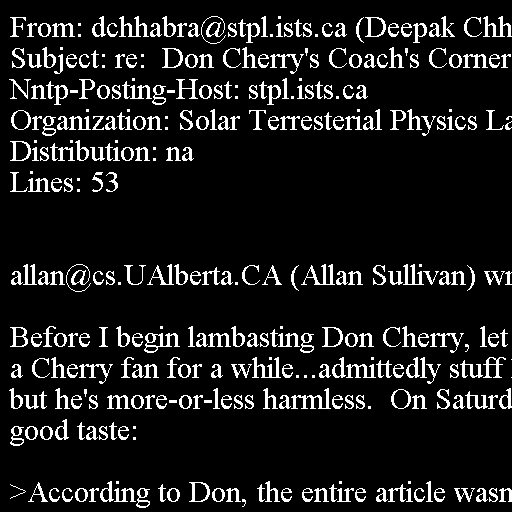 From: dchhabra@stpl.ists.ca (Deepak Chh
Subject: re:  Don Cherry's Coach's Corner
Nntp-Posting-Host: stpl.ists.ca
Organization: Solar Terresterial Physics La
Distribution: na
Lines: 53
allan@cs.UAlberta.CA (Allan Sullivan) wr
Before I begin lambasting Don Cherry, let
a Cherry fan for a while...admittedly stuff
but he's more-or-less harmless.  On Saturd
good taste:
>According to Don, the entire article wasn